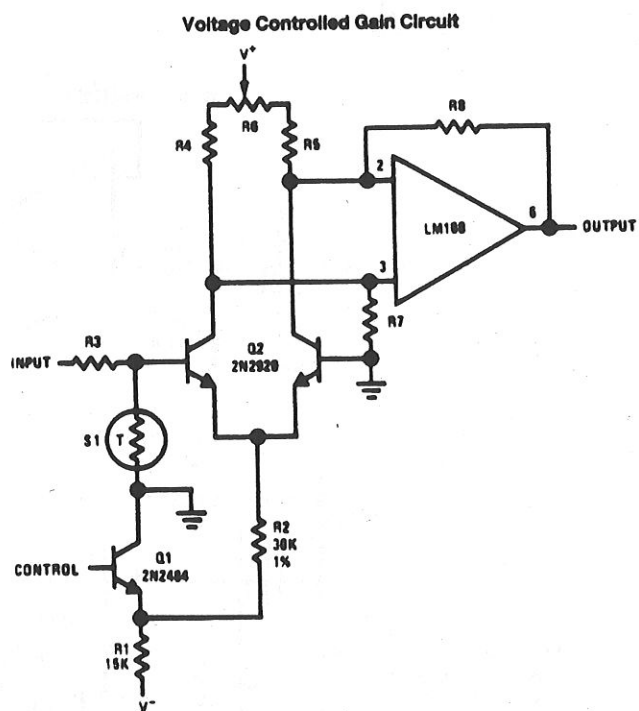 Voltage Controlled Gain Circuit
V+
R6
R4
R5
R8
2
LM108
6
OUTPUT
3
R7
R3
INPUT
Q2
2N2920
S1
T
R2
30K
1%
Q1
2N2484
CONTROL
R1
15K
V-